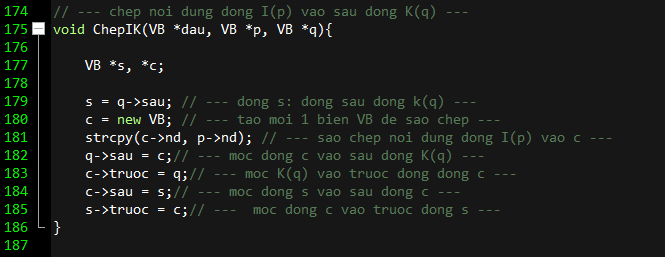 174 // --- chep noi dung dong I(p) vao sau dong K(q) ---
175 void ChepIK(VB *dau, VB *p, VB *q){
176
177 VB *s, *c;
178
179 s = q->sau; // --- dong s: dong sau dong k(q) ---
180 c = new VB; // --- tao moi 1 bien VB de sao chep ---
181 strcpy(c->nd, p->nd); // --- sao chep noi dung dong I(p) vao c ---
182 q->sau = c;// --- moc dong c vao sau dong K(q) ---
183 c->truoc = q;// --- moc K(q) vao truoc dong dong c ---
184 c->sau = s;// --- moc dong s vao sau dong c ---
185 s->truoc = c;// ---  moc dong c vao truoc dong s ---
186 }
187